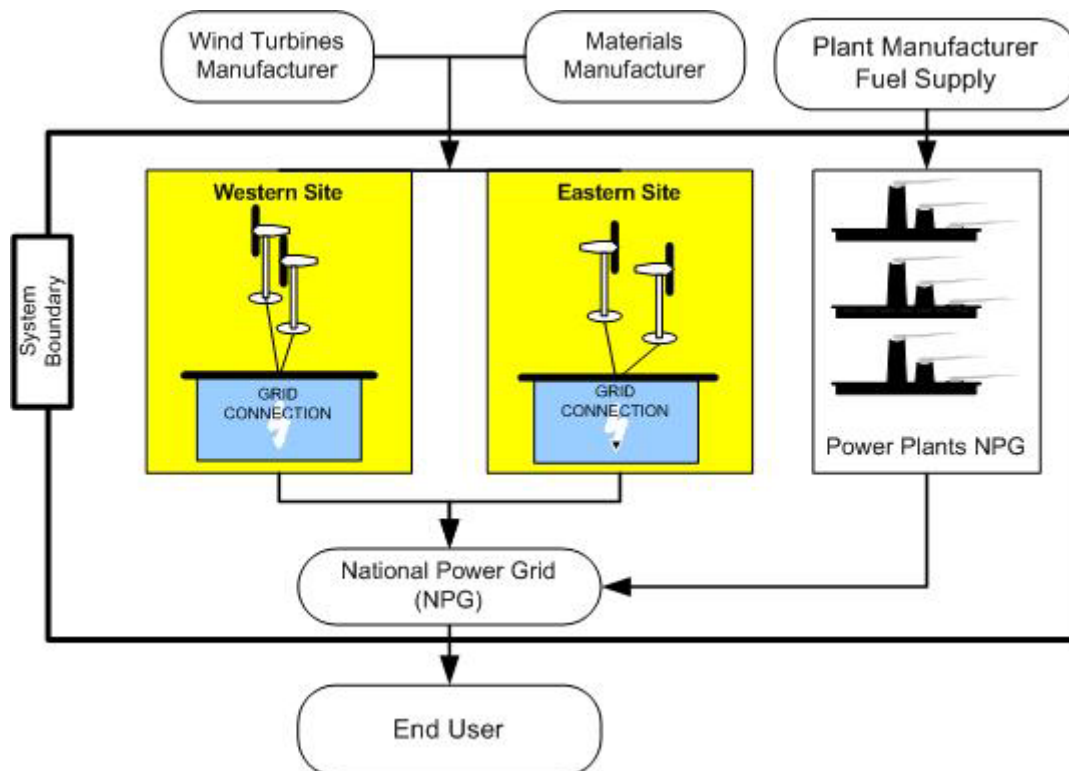 Wind Turbines
Manufacturer
Materials
Manufacturer
Plant Manufacturer
Fuel Supply
System
Boundary
Western Site
GRID
CONNECTION
Eastern Site
GRID
CONNECTION
Power Plants NPG
National Power Grid
(NPG)
End User